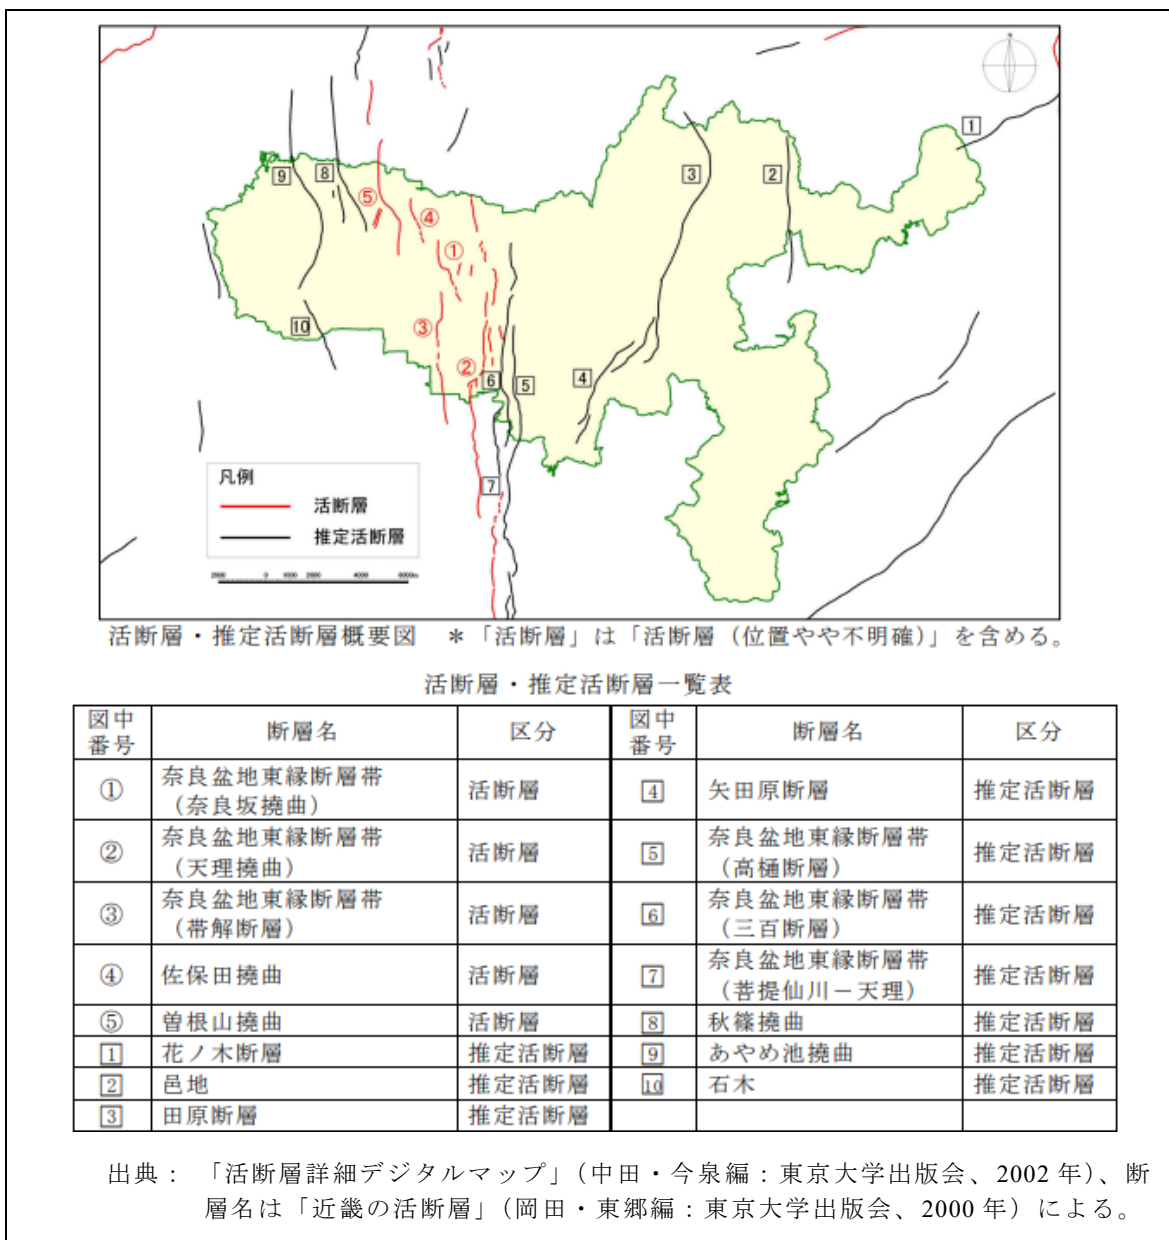 N
1
2
3
9
8
⑤
④
①
10
③
②
6
5
4
7
凡例
活断層
推定活断層
2000 0 1000 2000 4000 6000m
活断層・推定活断層概要図 ＊「活断層」は「活断層（位置やや不明確）」を含める。
活断層・推定活断層一覧表
図中番号 断層名 区分 図中番号 断層名 区分
① 奈良盆地東縁断層帯（奈良坂撓曲） 活断層 4 矢田原断層 推定活断層
② 奈良盆地東縁断層帯（天理撓曲） 活断層 5 奈良盆地東縁断層帯（高樋断層） 推定活断層
③ 奈良盆地東縁断層帯（帯解断層） 活断層 6 奈良盆地東縁断層帯（三百断層） 推定活断層
④ 佐保田撓曲 活断層 7 奈良盆地東縁断層帯（菩提仙川－天理） 推定活断層
⑤ 曽根山撓曲 活断層 8 秋篠撓曲 推定活断層
1 花ノ木断層 推定活断層 9 あやめ池撓曲 推定活断層
2 邑地 推定活断層 10 石木 推定活断層
3 田原断層 推定活断層
出典： 「活断層詳細デジタルマップ」（中田・今泉編：東京大学出版会、2002 年）、断
層名は「近畿の活断層」（岡田・東郷編：東京大学出版会、2000 年）による。